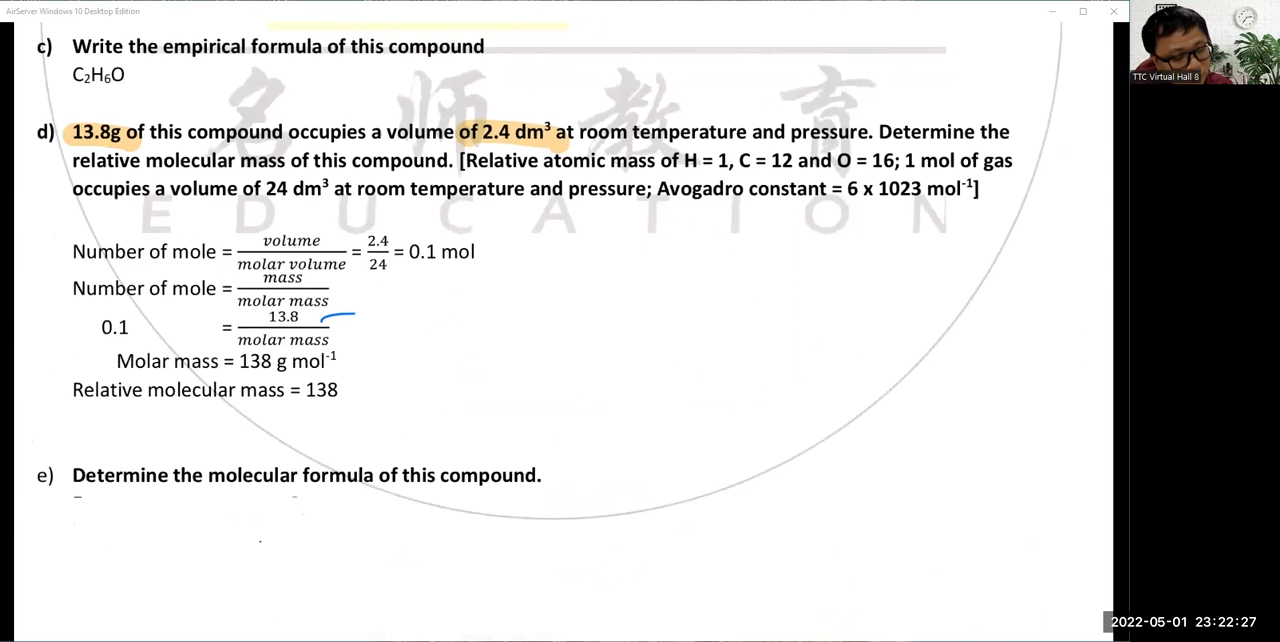 AirServer Windows 10 Desktop Edition
c) Write the empirical formula of this compound
C₂H₆O
名師教育
d) 13.8g of this compound occupies a volume of 2.4 dm³ at room temperature and pressure. Determine the
relative molecular mass of this compound. [Relative atomic mass of H = 1, C = 12 and O = 16; 1 mol of gas
occupies a volume of 24 dm³ at room temperature and pressure; Avogadro constant = 6 x 1023 mol⁻¹]
EDUCATION
Number of mole = volume / molar volume = 2.4 / 24 = 0.1 mol
Number of mole = mass / molar mass
0.1 = 13.8 / molar mass
Molar mass = 138 g mol⁻¹
Relative molecular mass = 138
e) Determine the molecular formula of this compound.
TTC Virtual Hall 8
2022-05-01 23:22:27